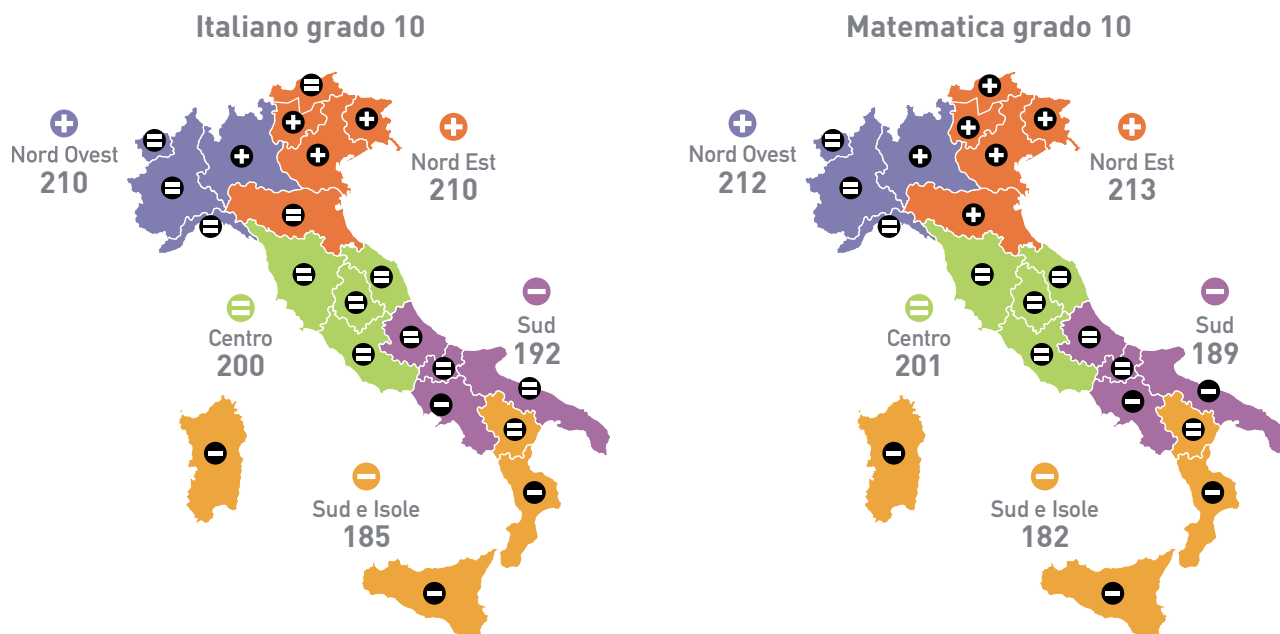 Italiano grado 10
Nord Ovest
210
Nord Est
210
Centro
200
Sud
192
Sud e Isole
185
Matematica grado 10
Nord Ovest
212
Nord Est
213
Centro
201
Sud
189
Sud e Isole
182